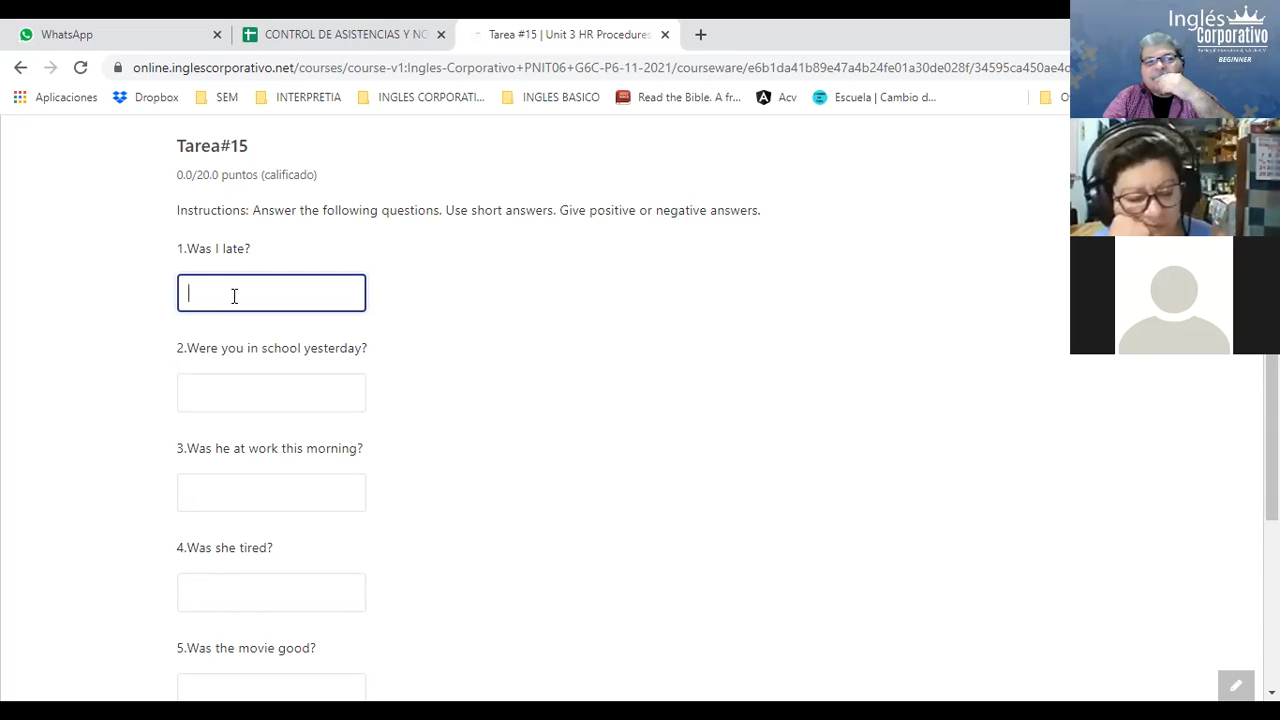 WhatsApp
CONTROL DE ASISTENCIAS Y NO
Tarea #15 | Unit 3 HR Procedures
online.inglescorporativo.net/courses/course-v1:Ingles-Corporativo+PMIT06+G6C-P6-11-2021/courseware/e6b1da41b89e47a4b24fe01a30de028f/34595ca450ae4c
Aplicaciones
Dropbox
SEM
INTERPRETIA
INGLES CORPORATI...
INGLES BASICO
Read the Bible. A fr...
Acv
Escuela | Cambio d...
Inglés
Corporativo
BEGINNER
Tarea#15
0.0/20.0 puntos (calificado)
Instructions: Answer the following questions. Use short answers. Give positive or negative answers.
1.Was I late?
2.Were you in school yesterday?
3.Was he at work this morning?
4.Was she tired?
5.Was the movie good?